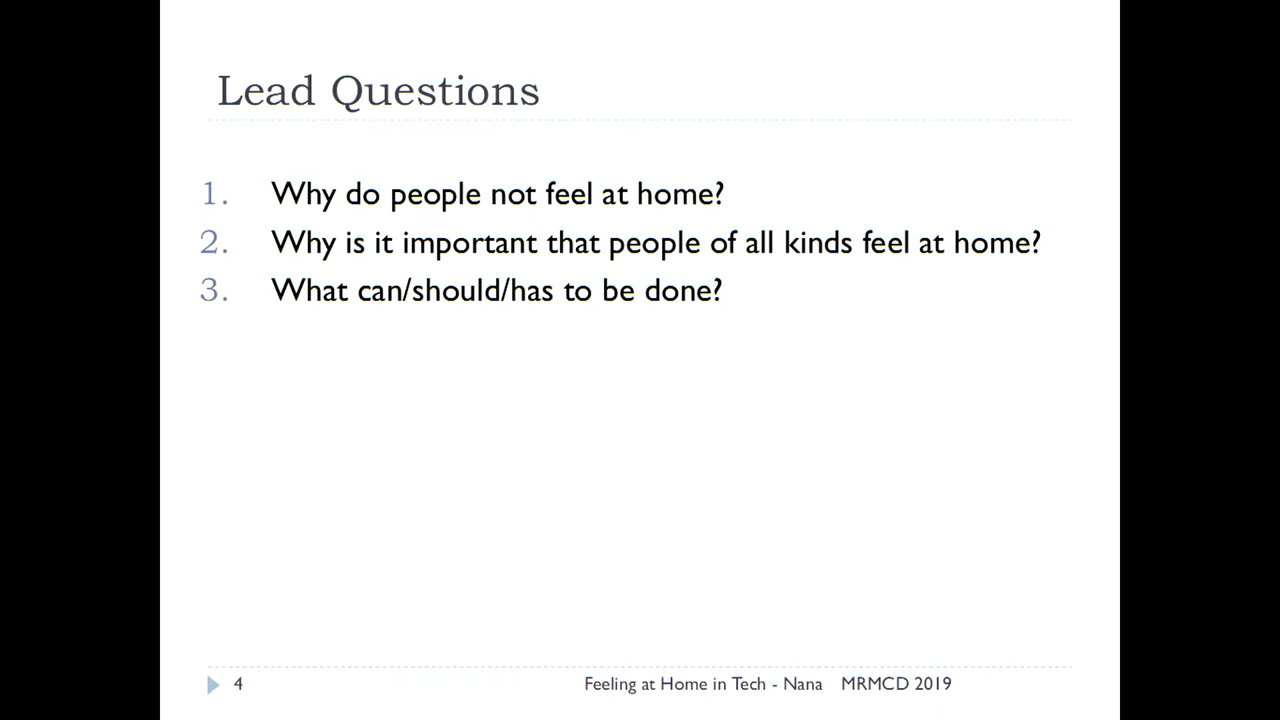 Lead Questions
1. Why do people not feel at home?
2. Why is it important that people of all kinds feel at home?
3. What can/should/has to be done?
4 Feeling at Home in Tech - Nana MRMCD 2019